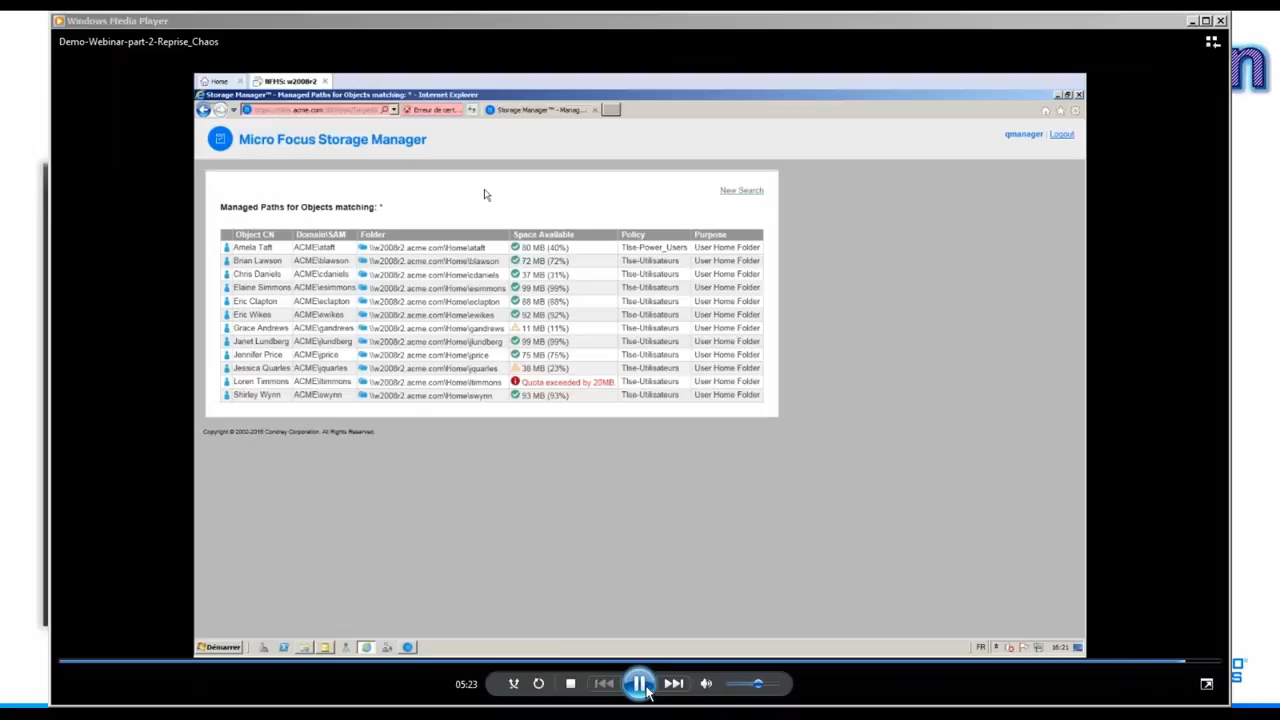 Windows Media Player
Demo-Webinar-part-2-Reprise_Chaos
Home NFMS: w2008r2
Storage Manager™ - Managed Paths for Objects matching: * - Internet Explorer
acme.com Erreur de cert... Storage Manager™ - Manag...
Micro Focus Storage Manager
qmanager | Logout
New Search
Managed Paths for Objects matching: *
Object CN Domain\SAM Folder Space Available Policy Purpose
Amela Taft ACME\ataft \\w2008r2.acme.com\Home\ataft 80 MB (40%) Tlse-Power_Users User Home Folder
Brian Lawson ACME\blawson \\w2008r2.acme.com\Home\blawson 72 MB (72%) Tlse-Utilisateurs User Home Folder
Chris Daniels ACME\cdaniels \\w2008r2.acme.com\Home\cdaniels 37 MB (31%) Tlse-Utilisateurs User Home Folder
Elaine Simmons ACME\esimmons \\w2008r2.acme.com\Home\esimmons 99 MB (99%) Tlse-Utilisateurs User Home Folder
Eric Clapton ACME\eclapton \\w2008r2.acme.com\Home\eclapton 88 MB (88%) Tlse-Utilisateurs User Home Folder
Eric Wikes ACME\ewikes \\w2008r2.acme.com\Home\ewikes 92 MB (92%) Tlse-Utilisateurs User Home Folder
Grace Andrews ACME\gandrews \\w2008r2.acme.com\Home\gandrews 11 MB (11%) Tlse-Utilisateurs User Home Folder
Janet Lundberg ACME\jlundberg \\w2008r2.acme.com\Home\jlundberg 99 MB (99%) Tlse-Utilisateurs User Home Folder
Jennifer Price ACME\jprice \\w2008r2.acme.com\Home\jprice 75 MB (75%) Tlse-Utilisateurs User Home Folder
Jessica Quarles ACME\jquarles \\w2008r2.acme.com\Home\jquarles 38 MB (23%) Tlse-Utilisateurs User Home Folder
Loren Timmons ACME\ltimmons \\w2008r2.acme.com\Home\ltimmons Quota exceeded by 20MB Tlse-Utilisateurs User Home Folder
Shirley Wynn ACME\swynn \\w2008r2.acme.com\Home\swynn 93 MB (93%) Tlse-Utilisateurs User Home Folder
Copyright © 2002-2016 Condrey Corporation. All Rights Reserved.
Démarrer FR 16:21
05:23